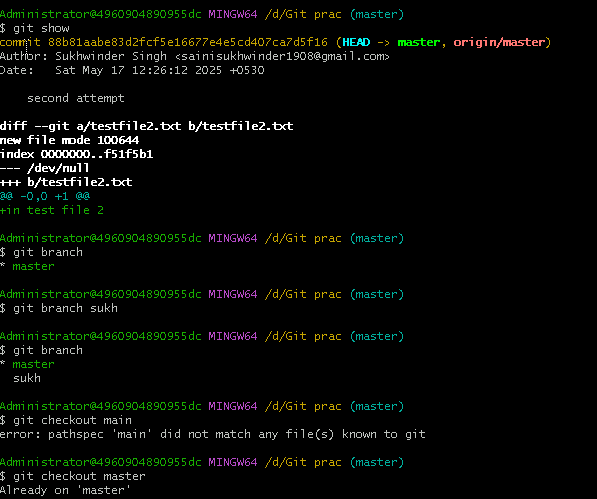 Administrator@4960904890955dc MINGW64 /d/Git prac (master)
$ git show
commit 88b81aabe83d2fcf5e16677e4e5cd407ca7d5f16 (HEAD -> master, origin/master)
Author: Sukhwinder Singh <sainisukhwinder1908@gmail.com>
Date:   Sat May 17 12:26:12 2025 +0530
    second attempt
diff --git a/testfile2.txt b/testfile2.txt
new file mode 100644
index 0000000..f51f5b1
--- /dev/null
+++ b/testfile2.txt
@@ -0,0 +1 @@
+in test file 2
Administrator@4960904890955dc MINGW64 /d/Git prac (master)
$ git branch
* master
Administrator@4960904890955dc MINGW64 /d/Git prac (master)
$ git branch sukh
Administrator@4960904890955dc MINGW64 /d/Git prac (master)
$ git branch
* master
  sukh
Administrator@4960904890955dc MINGW64 /d/Git prac (master)
$ git checkout main
error: pathspec 'main' did not match any file(s) known to git
Administrator@4960904890955dc MINGW64 /d/Git prac (master)
$ git checkout master
Already on 'master'